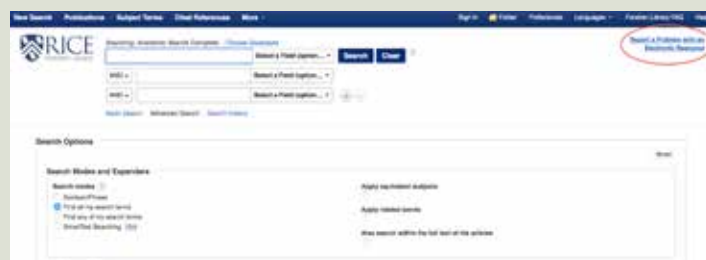 New Search Publications Subject Terms Cited References More Sign In Folder Preferences Languages Fondren Library FAQ
RICE
Searching: Academic Search Complete Choose Databases
Select a Field (option... Search Clear
AND Select a Field (option...
AND Select a Field (option...
Basic Search Advanced Search Search History
Report a Problem with an
Electronic Resource
Search Options
Reset
Search Modes and Expanders
Search modes
Boolean/Phrase
Find all my search terms
Find any of my search terms
SmartText Searching
Apply equivalent subjects
Apply related words
Also search within the full text of the articles